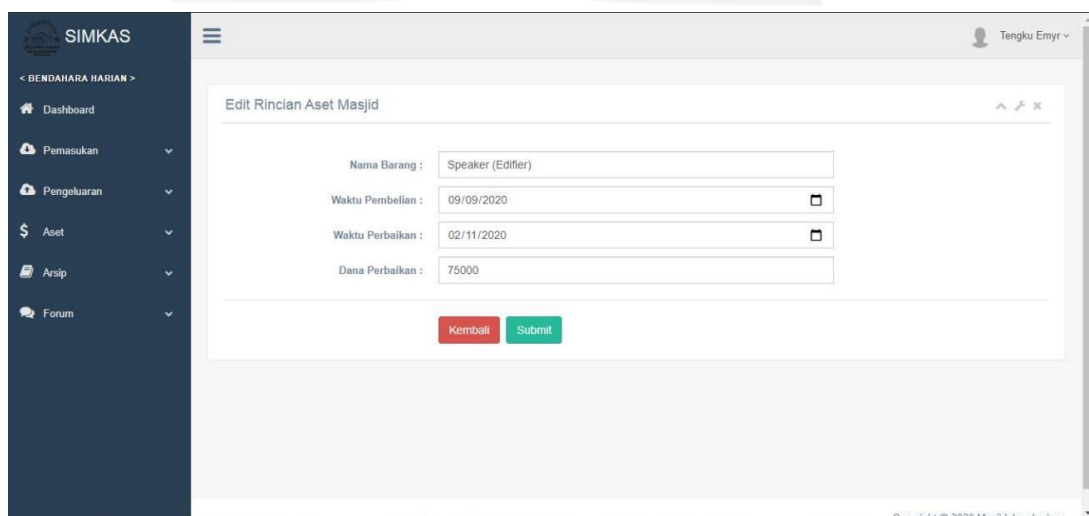 SIMKAS
Tengku Emyr
< BENDAHARA HARIAN >
Dashboard
Pemasukan
Pengeluaran
Aset
Arsip
Forum
Edit Rincian Aset Masjid
Nama Barang : Speaker (Edifier)
Waktu Pembelian : 09/09/2020
Waktu Perbaikan : 02/11/2020
Dana Perbaikan : 75000
Kembali Submit